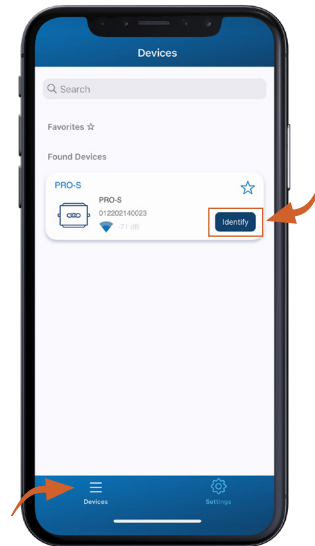 Devices
Search
Favorites ☆
Found Devices
PRO-S
PRO-S
012202140023
-71 dB
Identify
Devices
Settings